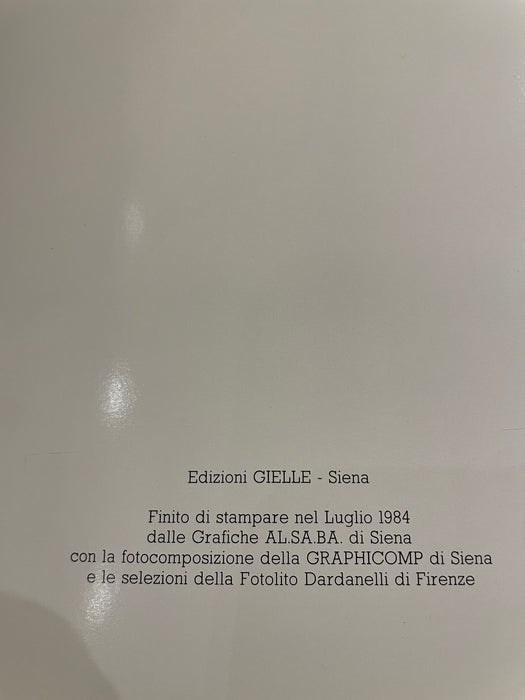 Edizioni GIELLE - Siena
Finito di stampare nel Luglio 1984
dalle Grafiche AL.SA.BA. di Siena
con la fotocomposizione della GRAPHICOMP di Siena
e le selezioni della Fotolito Dardanelli di Firenze